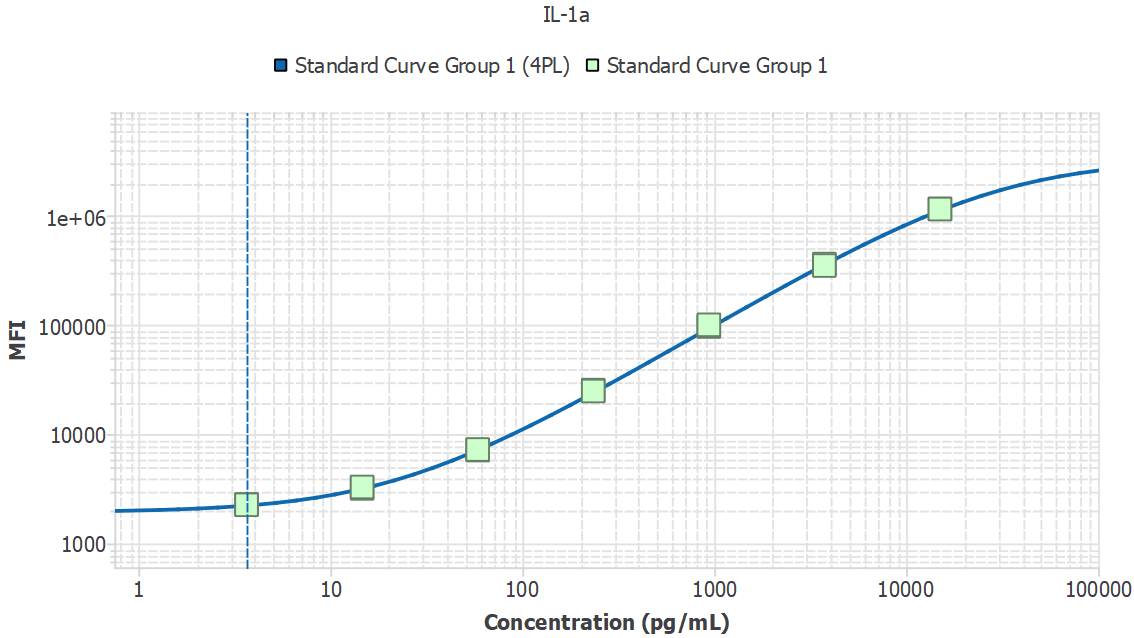 IL-1a
Standard Curve Group 1 (4PL) Standard Curve Group 1
1e+06
100000
10000
1000
MFI
1 10 100 1000 10000 100000
Concentration (pg/mL)